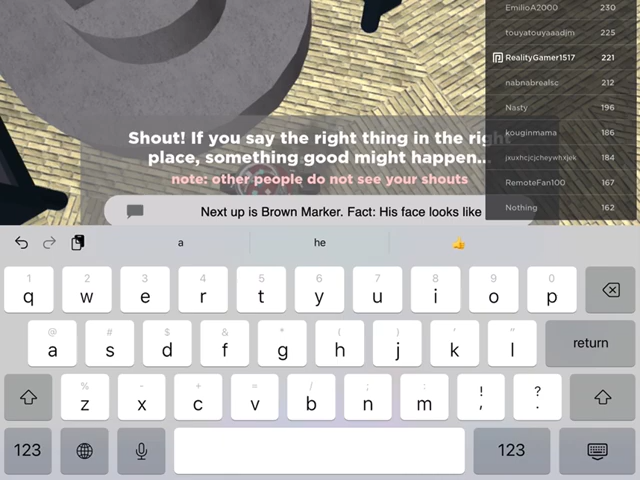 EmilioA2000 230
touyatouyaaadjm 225
RealityGamer1517 221
nabnabrealsc 212
Nasty 196
kouginmama 186
jxuxhcjcjcheywhxjek 184
RemoteFan100 167
Nothing 162
Shout! If you say the right thing in the right
place, something good might happen...
note: other people do not see your shouts
Next up is Brown Marker. Fact: His face looks like
a he 👍
1 2 3 4 5 6 7 8 9 0
q w e r t y u i o p
@ # $ & * ( ) ' "
a s d f g h j k l return
% - + = / ; : ! ?
z x c v b n m , .
123 123